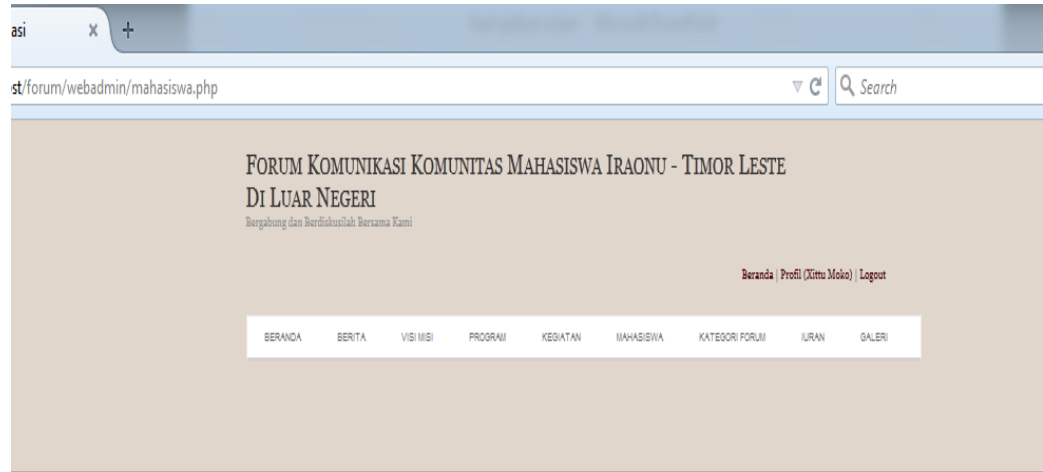 asi × +
st/forum/webadmin/mahasiswa.php
Search
FORUM KOMUNIKASI KOMUNITAS MAHASISWA IRAONU - TIMOR LESTE
DI LUAR NEGERI
Bergabung dan Berdiskusilah Bersama Kami
Beranda | Profil (Xittu Moko) | Logout
BERANDA BERITA VISI MISI PROGRAM KEGIATAN MAHASISWA KATEGORI FORUM IURAN GALERI